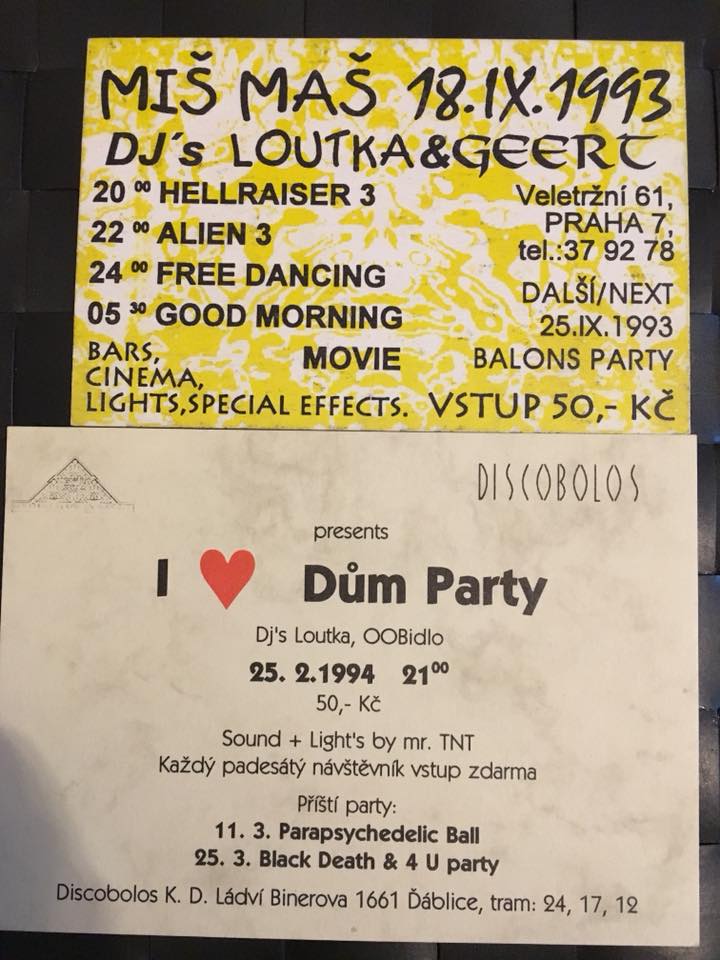 MIŠ MAŠ 18.IX.1993
DJ´s LOUTKA & GEERT
20 00 HELLRAISER 3
22 00 ALIEN 3
24 00 FREE DANCING
05 30 GOOD MORNING
MOVIE
Veletržní 61,
PRAHA 7,
tel.:37 92 78
DALŠÍ/NEXT
25.IX.1993
BALONS PARTY
BARS,
CINEMA,
LIGHTS,SPECIAL EFFECTS. VSTUP 50,- KČ
DISCOBOLOS
presents
I ♥ Dům Party
Dj's Loutka, OOBidlo
25. 2.1994 21 00
50,- Kč
Sound + Light's by mr. TNT
Každý padesátý návštěvník vstup zdarma
Příští party:
11. 3. Parapsychedelic Ball
25. 3. Black Death & 4 U party
Discobolos K. D. Ládví Binerova 1661 Ďáblice, tram: 24, 17, 12